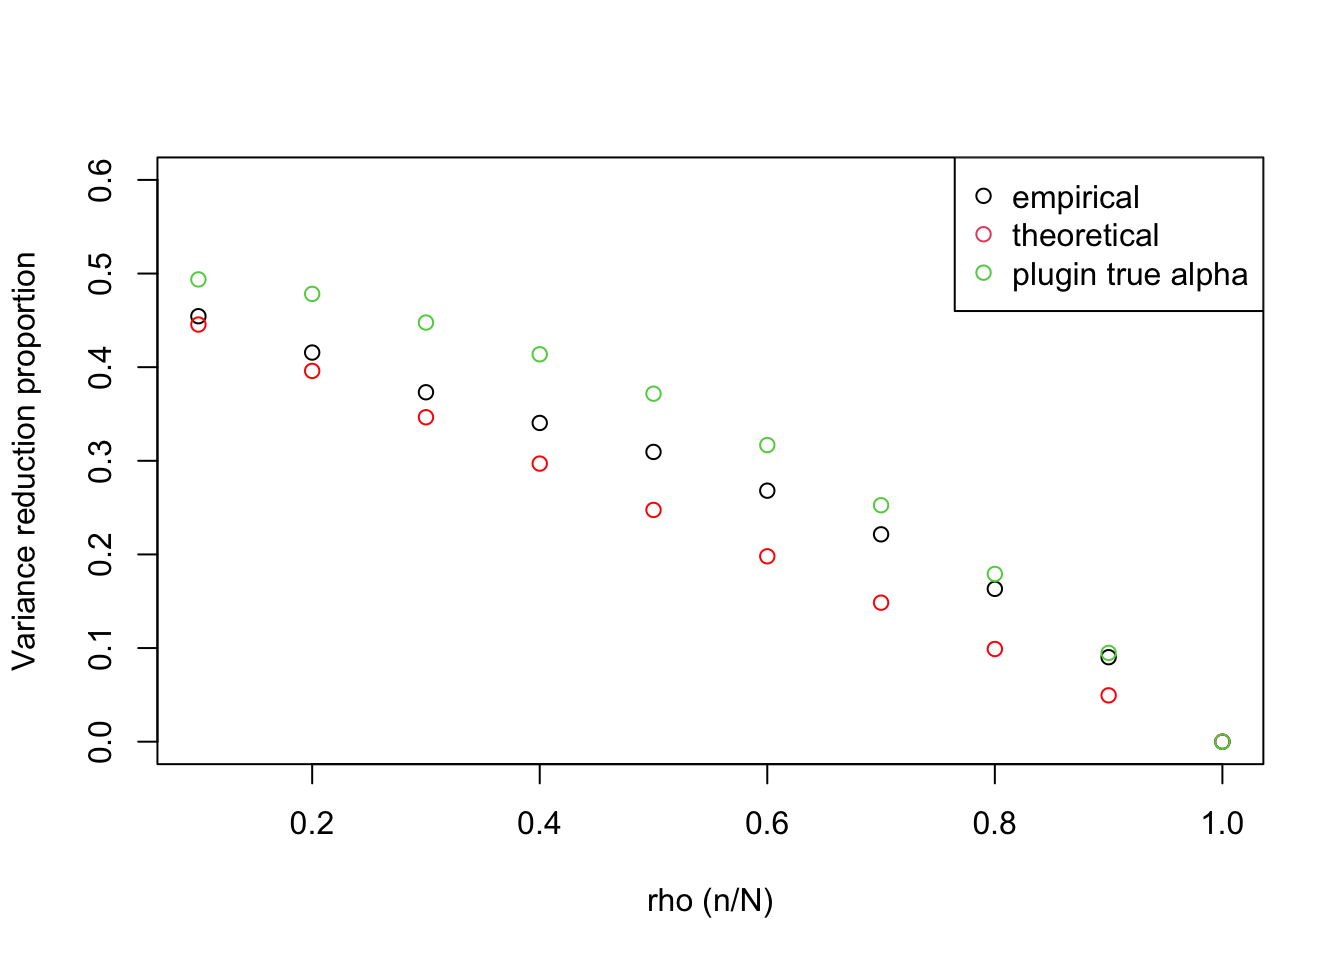 empirical
theoretical
plugin true alpha
Variance reduction proportion
0.6
0.5
0.4
0.3
0.2
0.1
0.0
0.2 0.4 0.6 0.8 1.0
rho (n/N)